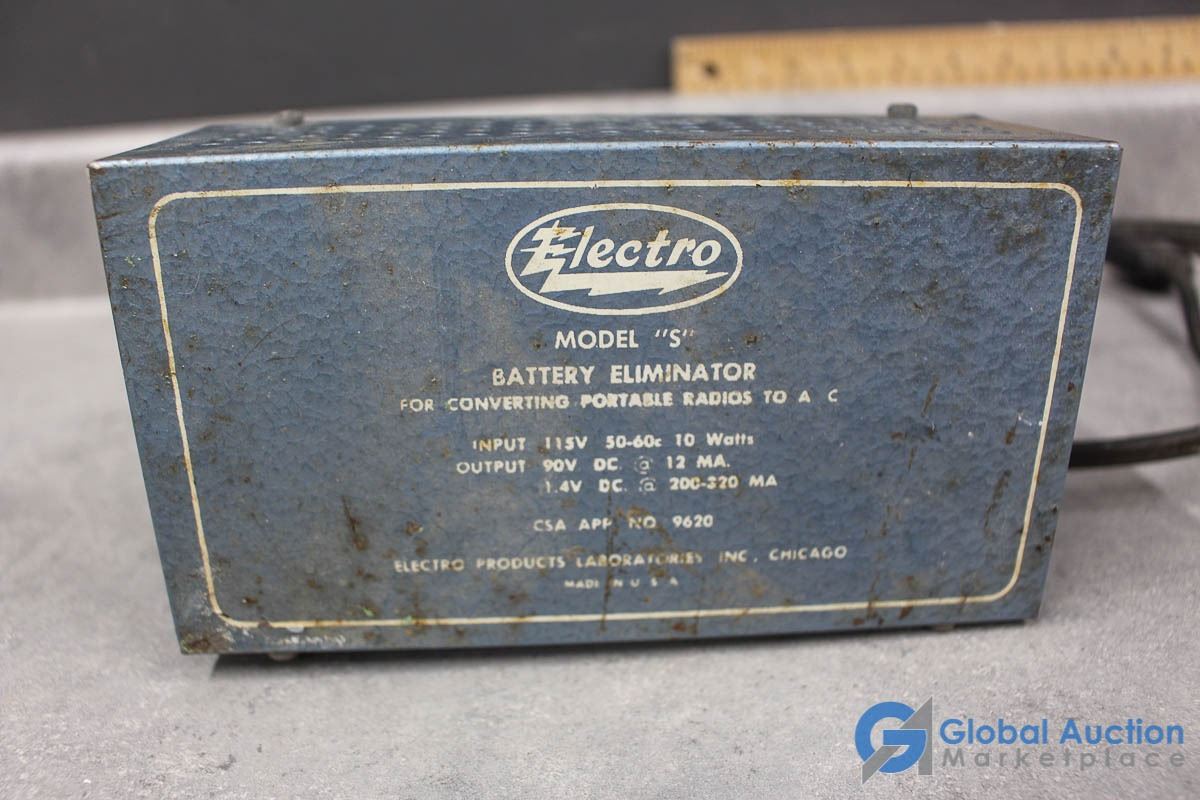 Electro
MODEL "S"
BATTERY ELIMINATOR
FOR CONVERTING PORTABLE RADIOS TO A C
INPUT 115V 50-60c 10 Watts
OUTPUT 90V DC. @ 12 MA.
1.4V DC. @ 200-320 MA
CSA APP. NO. 9620
ELECTRO PRODUCTS LABORATORIES INC., CHICAGO
MADE IN U S A
Global Auction
Marketplace